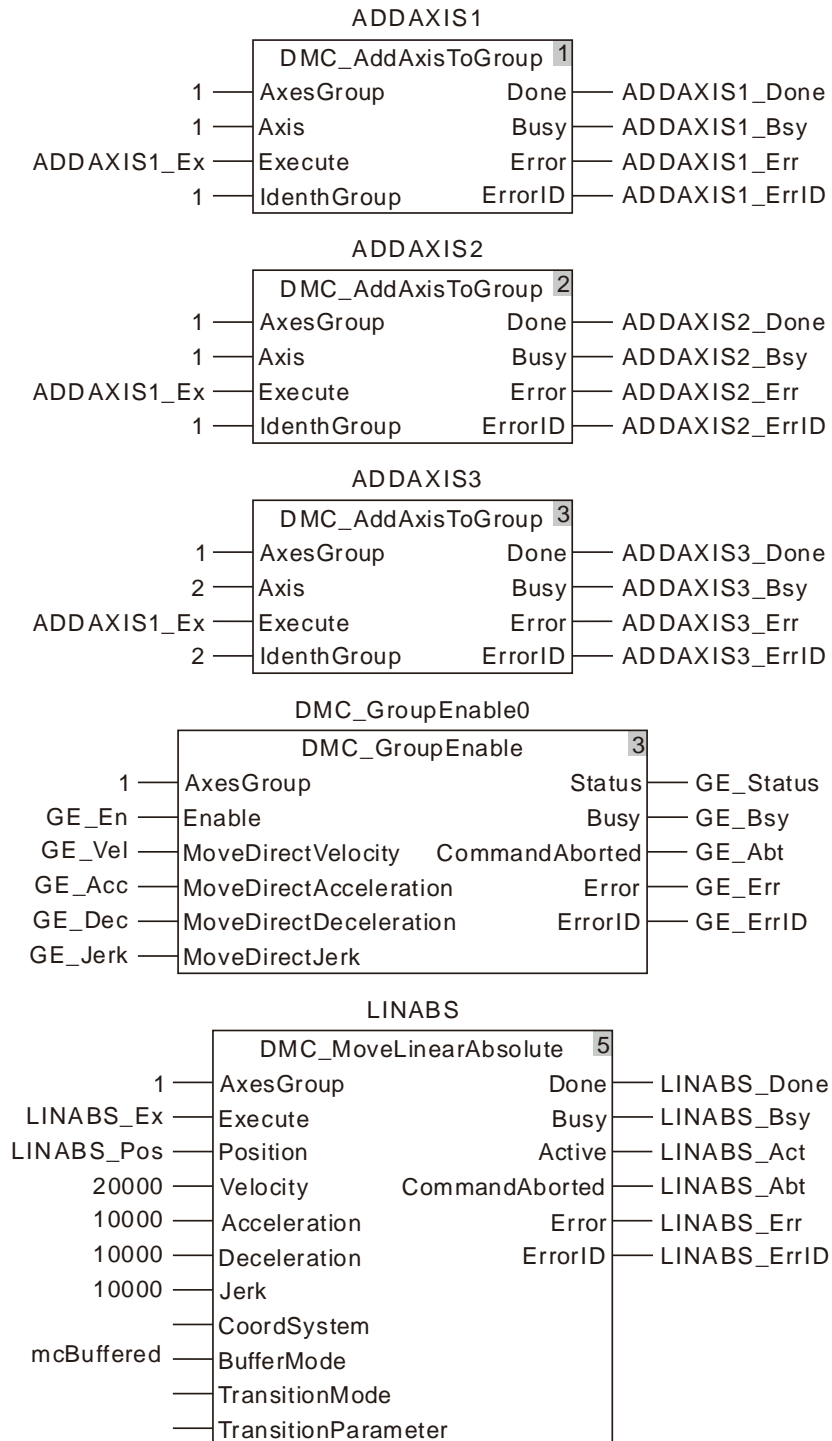 ADDAXIS1
DMC_AddAxisToGroup 1
1 AxesGroup Done ADDAXIS1_Done
1 Axis Busy ADDAXIS1_Bsy
ADDAXIS1_Ex Execute Error ADDAXIS1_Err
1 IdenthGroup ErrorID ADDAXIS1_ErrID
ADDAXIS2
DMC_AddAxisToGroup 2
1 AxesGroup Done ADDAXIS2_Done
1 Axis Busy ADDAXIS2_Bsy
ADDAXIS1_Ex Execute Error ADDAXIS2_Err
1 IdenthGroup ErrorID ADDAXIS2_ErrID
ADDAXIS3
DMC_AddAxisToGroup 3
1 AxesGroup Done ADDAXIS3_Done
2 Axis Busy ADDAXIS3_Bsy
ADDAXIS1_Ex Execute Error ADDAXIS3_Err
2 IdenthGroup ErrorID ADDAXIS3_ErrID
DMC_GroupEnable0
DMC_GroupEnable 3
1 AxesGroup Status GE_Status
GE_En Enable Busy GE_Bsy
GE_Vel MoveDirectVelocity CommandAborted GE_Abt
GE_Acc MoveDirectAcceleration Error GE_Err
GE_Dec MoveDirectDeceleration ErrorID GE_ErrID
GE_Jerk MoveDirectJerk
LINABS
DMC_MoveLinearAbsolute 5
1 AxesGroup Done LINABS_Done
LINABS_Ex Execute Busy LINABS_Bsy
LINABS_Pos Position Active LINABS_Act
20000 Velocity CommandAborted LINABS_Abt
10000 Acceleration Error LINABS_Err
10000 Deceleration ErrorID LINABS_ErrID
10000 Jerk
CoordSystem
mcBuffered BufferMode
TransitionMode
TransitionParameter